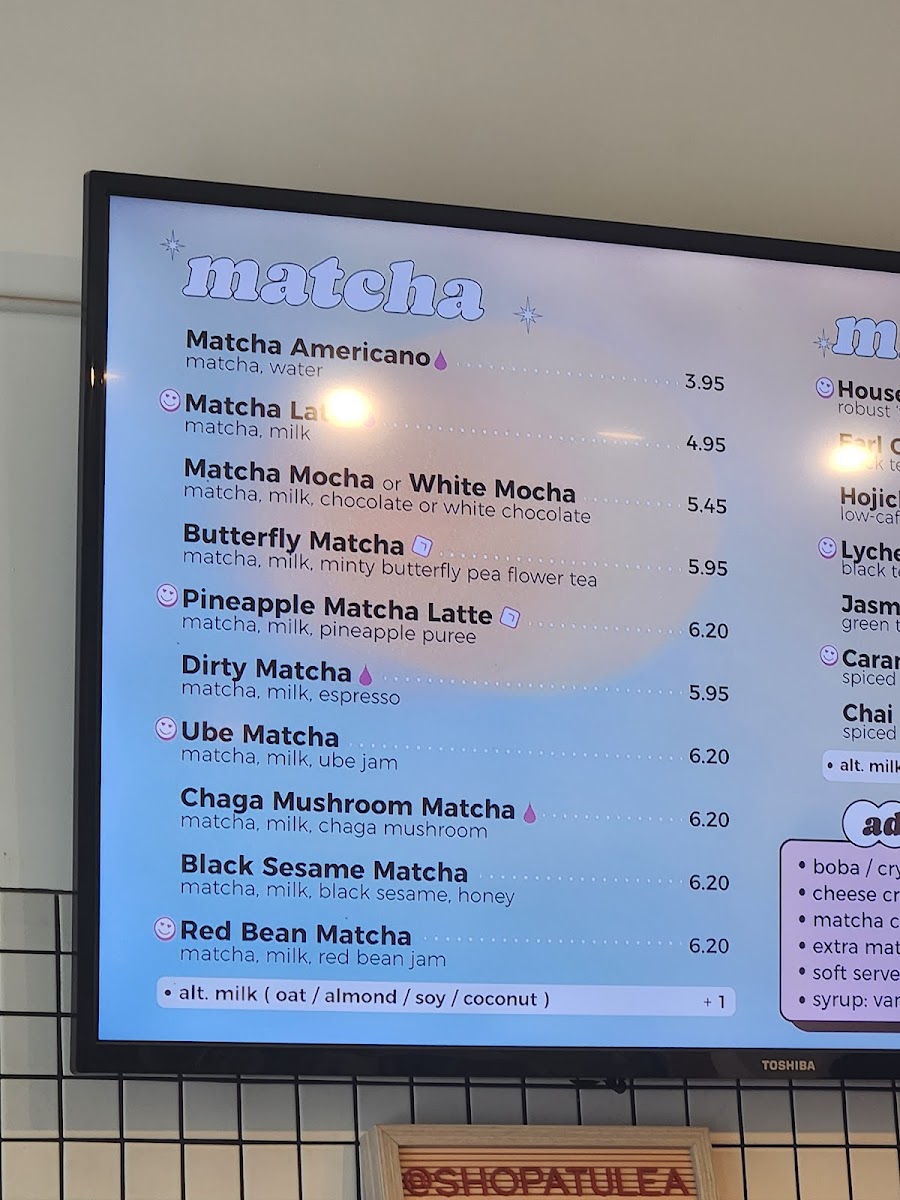 matcha
Matcha Americano 3.95
matcha, water
Matcha 4.95
matcha, milk
Matcha Mocha or White Mocha 5.45
matcha, milk, chocolate or white chocolate
Butterfly Matcha 5.95
matcha, milk, minty butterfly pea flower tea
Pineapple Matcha Latte 6.20
matcha, milk, pineapple puree
Dirty Matcha 5.95
matcha, milk, espresso
Ube Matcha 6.20
matcha, milk, ube jam
Chaga Mushroom Matcha 6.20
matcha, milk, chaga mushroom
Black Sesame Matcha 6.20
matcha, milk, black sesame, honey
Red Bean Matcha 6.20
matcha, milk, red bean jam
• alt. milk ( oat / almond / soy / coconut ) + 1
House
robust
Earl
Hojic
low-caf
Lyche
black t
Jasm
green t
Caram
spiced
Chai
spiced
• alt. milk
ad
• boba / cry
• cheese cr
• matcha c
• extra mat
• soft serve
• syrup: var
TOSHIBA
@SHOPATULEA